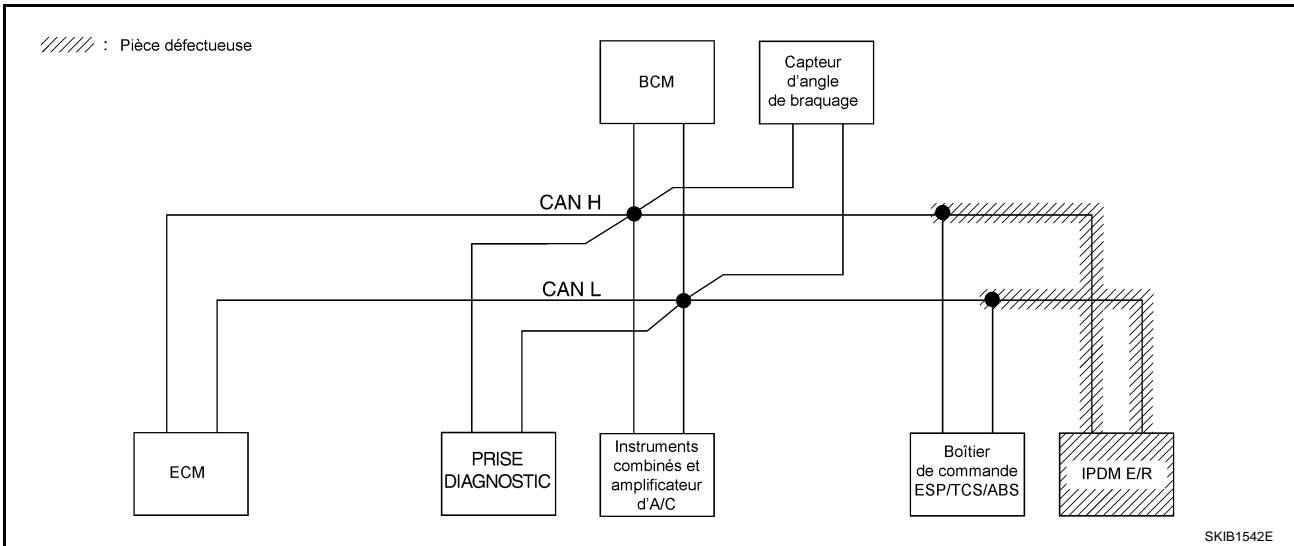 : Pièce défectueuse
BCM
Capteur
d'angle
de braquage
CAN H
CAN L
ECM
PRISE
DIAGNOSTIC
Instruments
combinés et
amplificateur
d'A/C
Boîtier
de commande
ESP/TCS/ABS
IPDM E/R
SKIB1542E